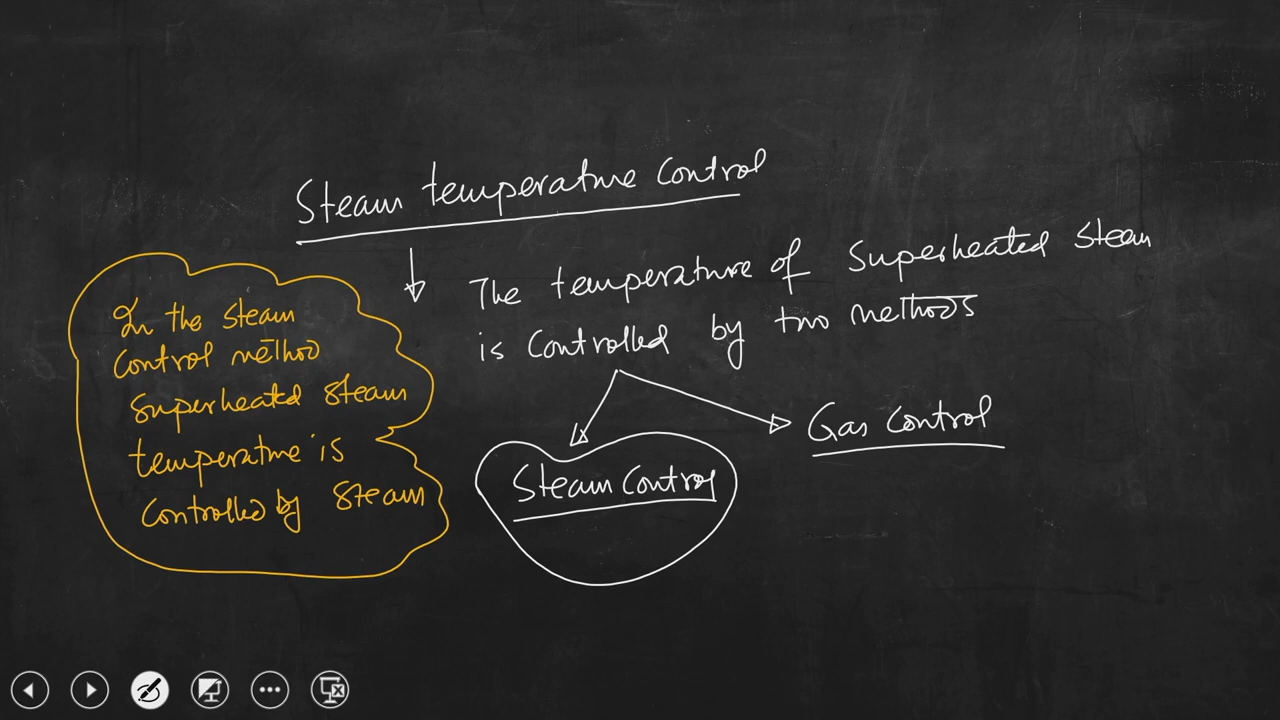 Steam temperature Control
The temperature of Superheated Steam
is Controlled by two methods
Gas Control
Steam Control
In the Steam
Control method
Superheated Steam
temperature is
Controlled by Steam